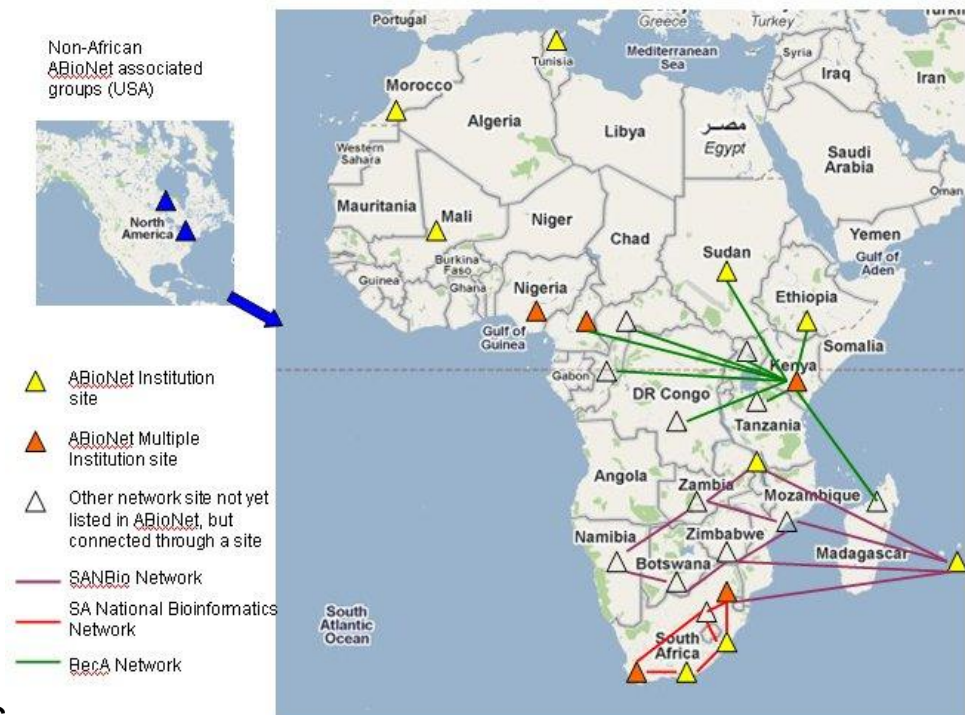 Non-African
ABioNet associated
groups (USA)
North
America
ABioNet Institution
site
ABioNet Multiple
Institution site
Other network site not yet
listed in ABioNet, but
connected through a site
SANBio Network
SA National Bioinformatics
Network
BecA Network
Portugal
Greece
Turkey
Tunisia
Mediterranean
Sea
Syria
Iraq
Iran
Morocco
Algeria
Libya
مصر
Egypt
Western
Sahara
Saudi
Arabia
Oman
Mauritania
Mali
Niger
Chad
Sudan
Yemen
Gulf of
Aden
Burkina
Faso
Guinea
Ghana
Nigeria
Ethiopia
Gulf of
Guinea
Somalia
Gabon
Kenya
DR Congo
Tanzania
Angola
Zambia
Mozambique
Namibia
Zimbabwe
Botswana
Madagascar
South
Atlantic
Ocean
South
Africa